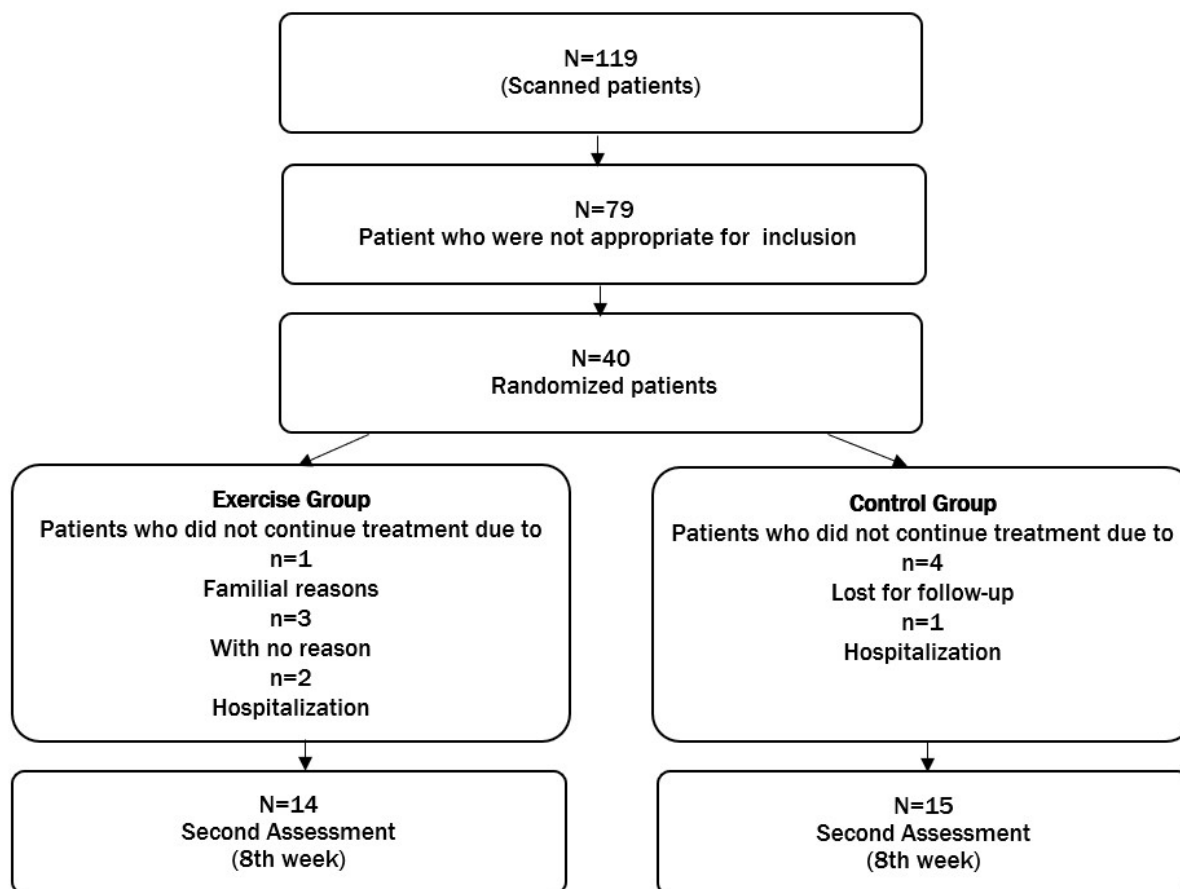 N=119
(Scanned patients)
N=79
Patient who were not appropriate for inclusion
N=40
Randomized patients
Exercise Group
Patients who did not continue treatment due to
n=1
Familial reasons
n=3
With no reason
n=2
Hospitalization
Control Group
Patients who did not continue treatment due to
n=4
Lost for follow-up
n=1
Hospitalization
N=14
Second Assessment
(8th week)
N=15
Second Assessment
(8th week)